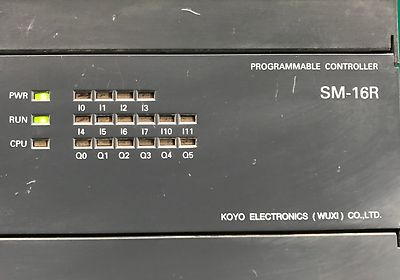 PROGRAMMABLE CONTROLLER
SM-16R
PWR
I0 I1 I2 I3
RUN
I4 I5 I6 I7 I10 I11
CPU
Q0 Q1 Q2 Q3 Q4 Q5
KOYO ELECTRONICS (WUXI) CO.,LTD.